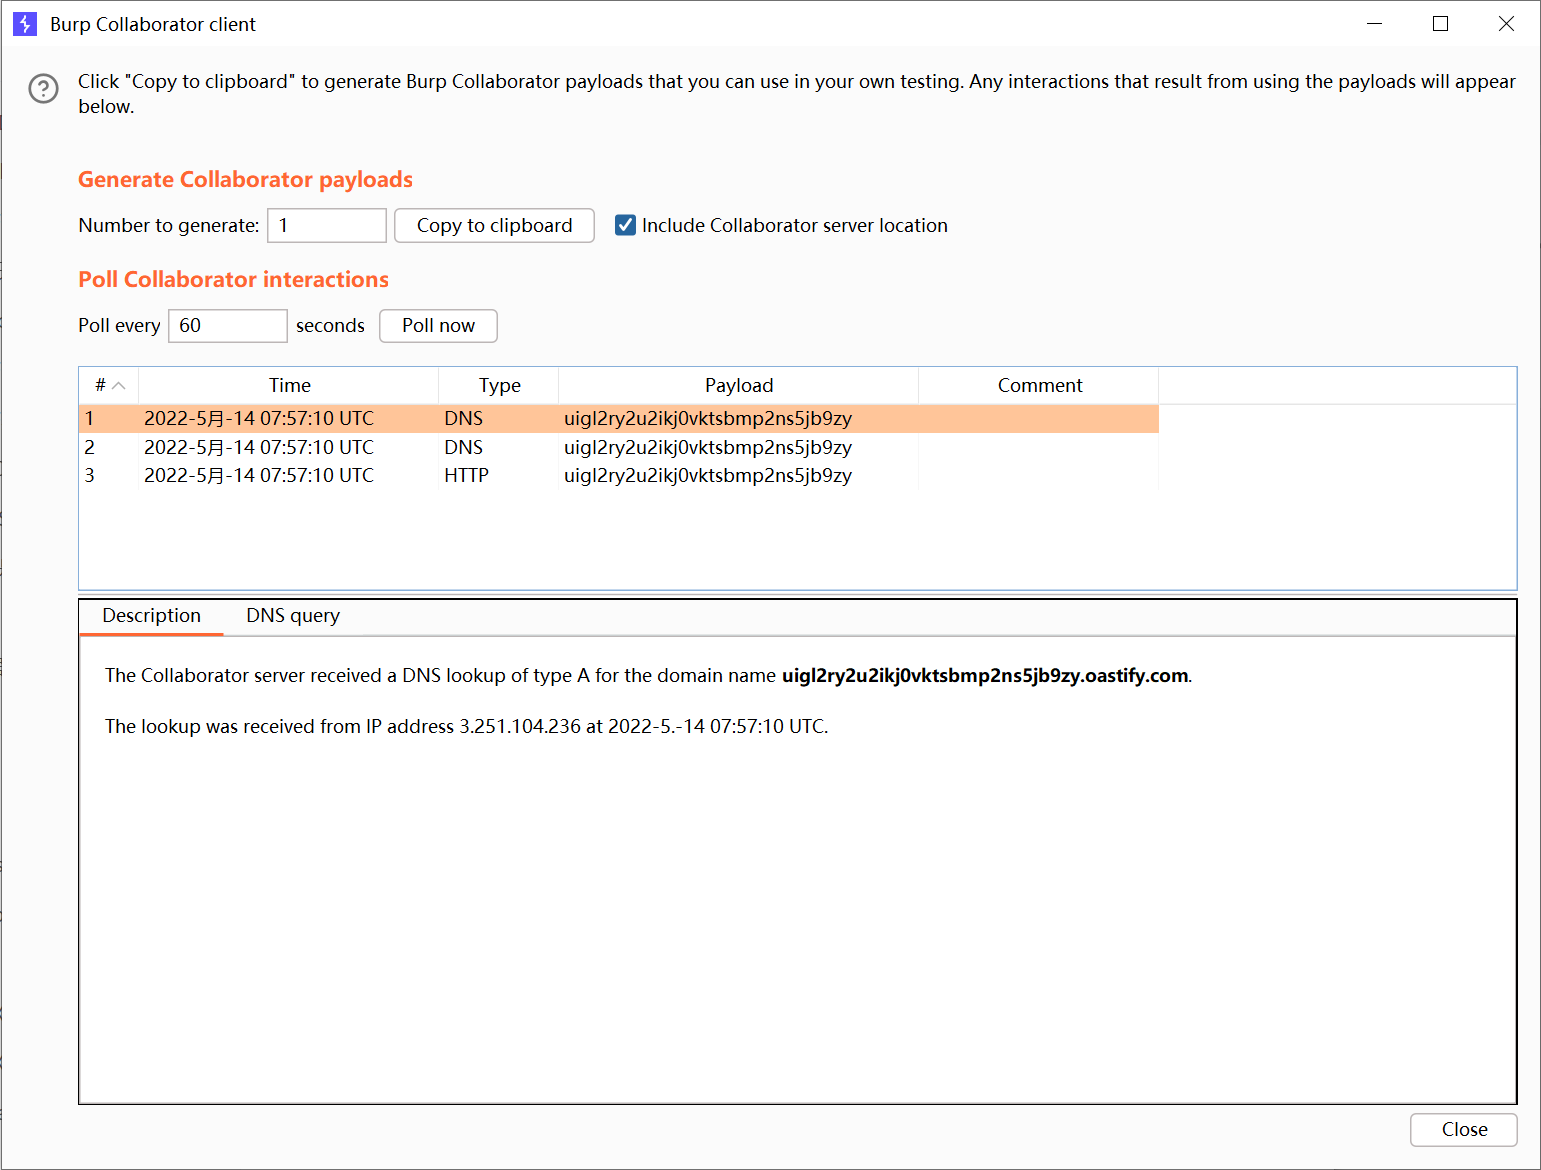 Burp Collaborator client
Click "Copy to clipboard" to generate Burp Collaborator payloads that you can use in your own testing. Any interactions that result from using the payloads will appear
below.
Generate Collaborator payloads
Number to generate: 1 Copy to clipboard Include Collaborator server location
Poll Collaborator interactions
Poll every 60 seconds Poll now
# Time Type Payload Comment
1 2022-5月-14 07:57:10 UTC DNS uigl2ry2u2ikj0vktsbmp2ns5jb9zy
2 2022-5月-14 07:57:10 UTC DNS uigl2ry2u2ikj0vktsbmp2ns5jb9zy
3 2022-5月-14 07:57:10 UTC HTTP uigl2ry2u2ikj0vktsbmp2ns5jb9zy
Description DNS query
The Collaborator server received a DNS lookup of type A for the domain name uigl2ry2u2ikj0vktsbmp2ns5jb9zy.oastify.com.
The lookup was received from IP address 3.251.104.236 at 2022-5.-14 07:57:10 UTC.
Close